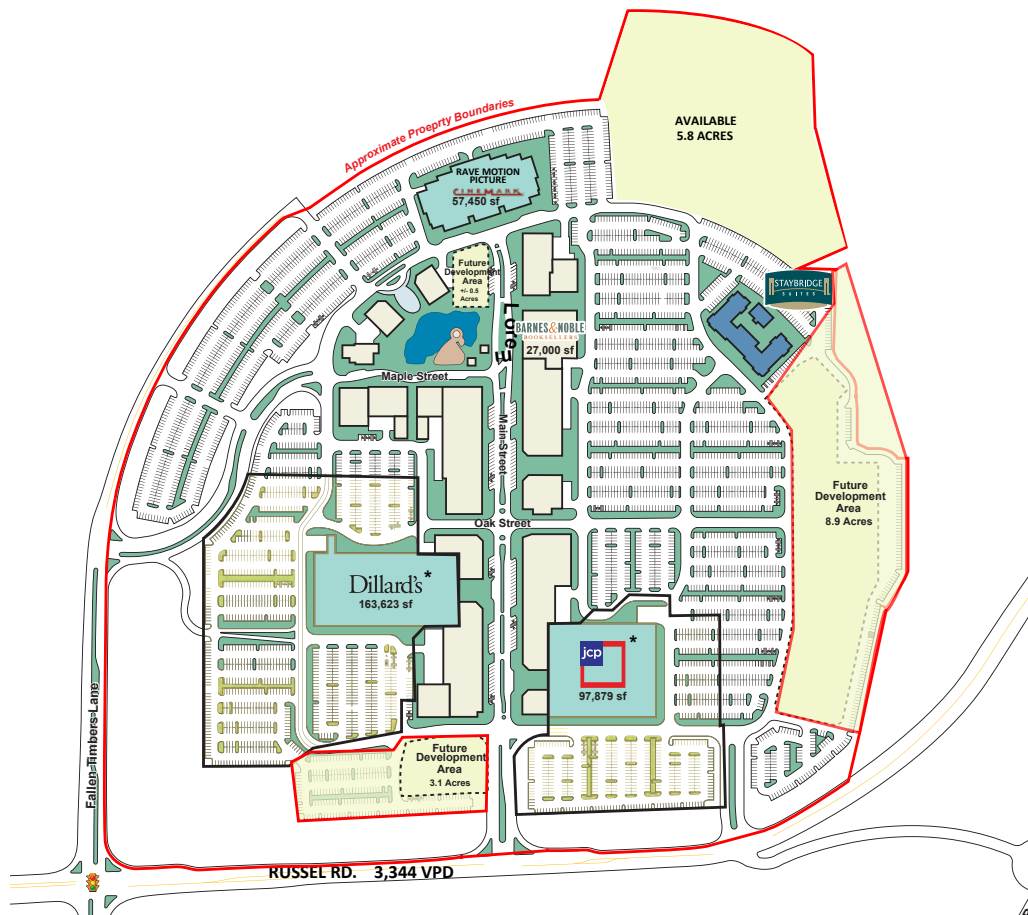 AVAILABLE
5.8 ACRES
Approximate Proeprty Boundaries
RAVE MOTION
PICTURE
CINEMARK
57,450 sf
Future
Development
Area
+/- 0.5
Acres
STAYBRIDGE
SUITES
Lorem
BARNES&NOBLE
BOOKSELLERS
27,000 sf
Maple Street
Main Street
Future
Development
Area
8.9 Acres
Oak Street
Dillard's*
163,623 sf
jcp
*
97,879 sf
Fallen Timbers Lane
Future
Development
Area
3.1 Acres
RUSSEL RD. 3,344 VPD